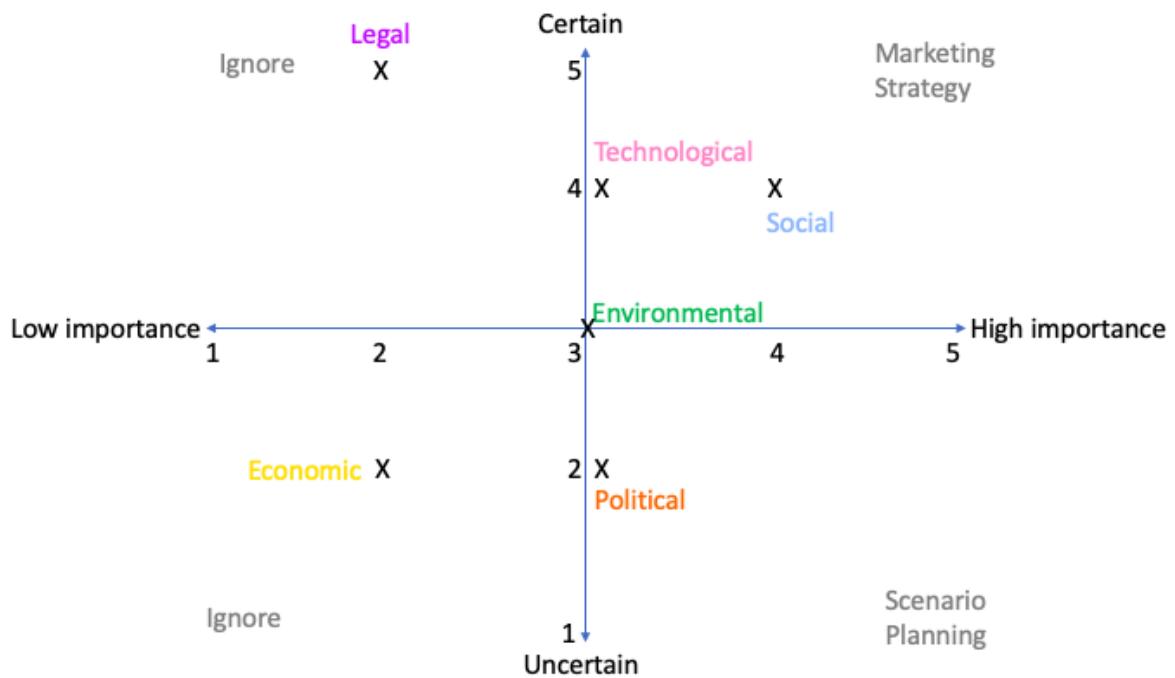 Certain
Legal
Ignore
X
5
Marketing
Strategy
Technological
4 X
X
Social
Environmental
X
Low importance
High importance
1
2
3
4
5
Economic X
2 X
Political
Ignore
Scenario
Planning
1
Uncertain